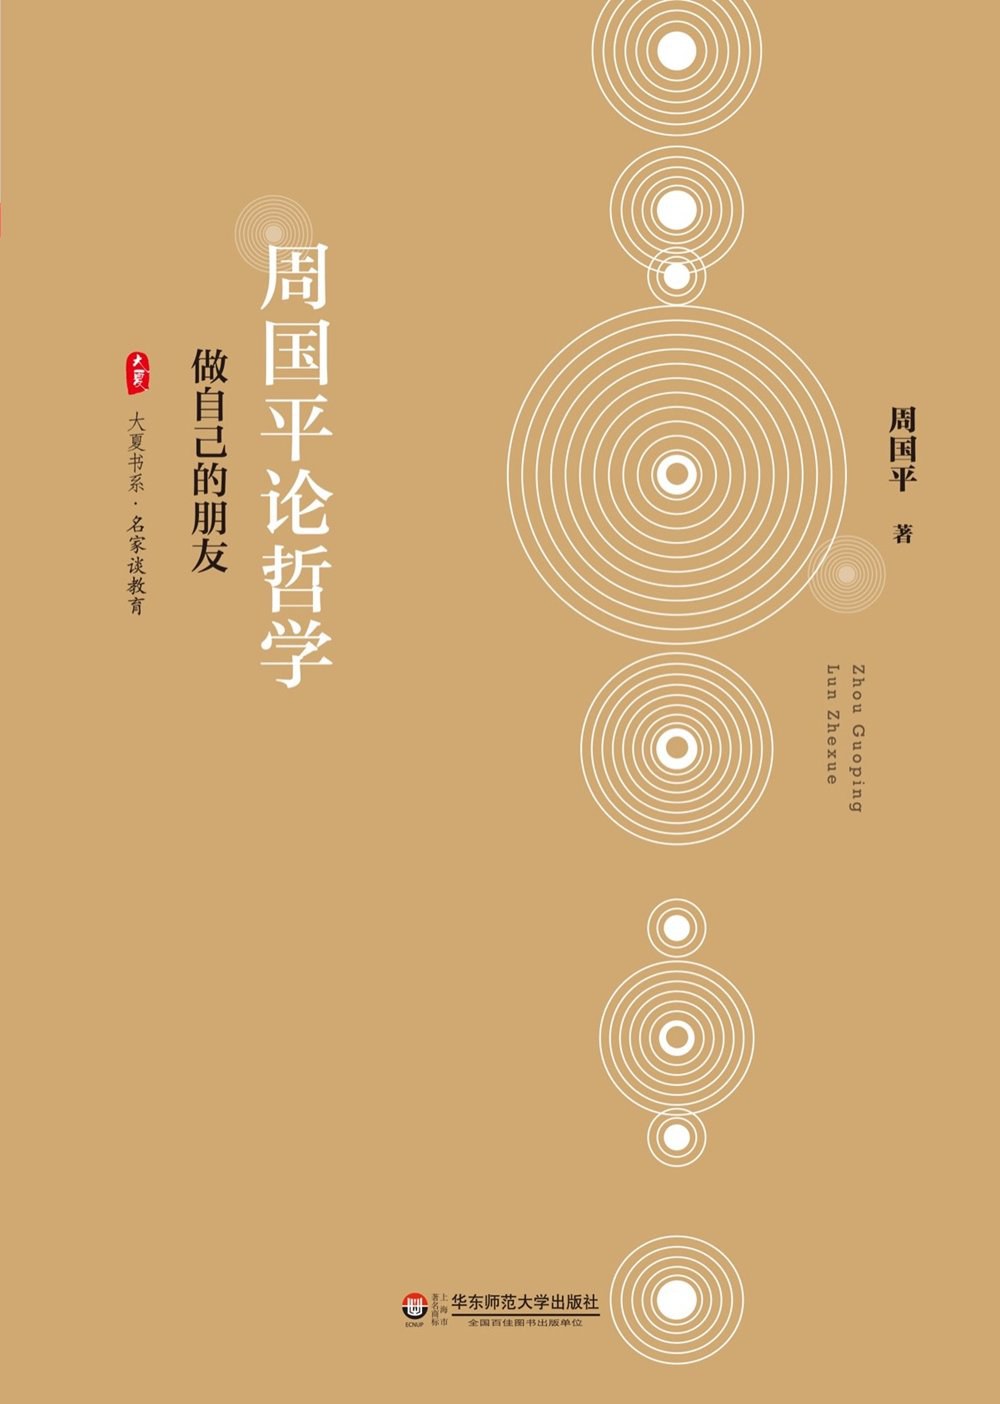 周国平论哲学
做自己的朋友
大夏
大夏书系·名家谈教育
周国平 著
Zhou Guoping
Lun Zhexue
ECNUP
上海市
著名商标
华东师范大学出版社
全国百佳图书出版单位